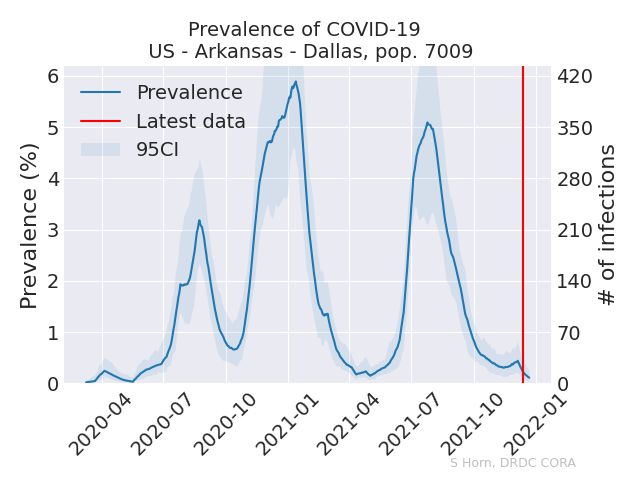 Prevalence of COVID-19
US - Arkansas - Dallas, pop. 7009
Prevalence
Latest data
95CI
Prevalence (%)
6
5
4
3
2
1
0
420
350
280
210
140
70
0
# of infections
2020-04
2020-07
2020-10
2021-01
2021-04
2021-07
2021-10
2022-01
S Horn, DRDC CORA